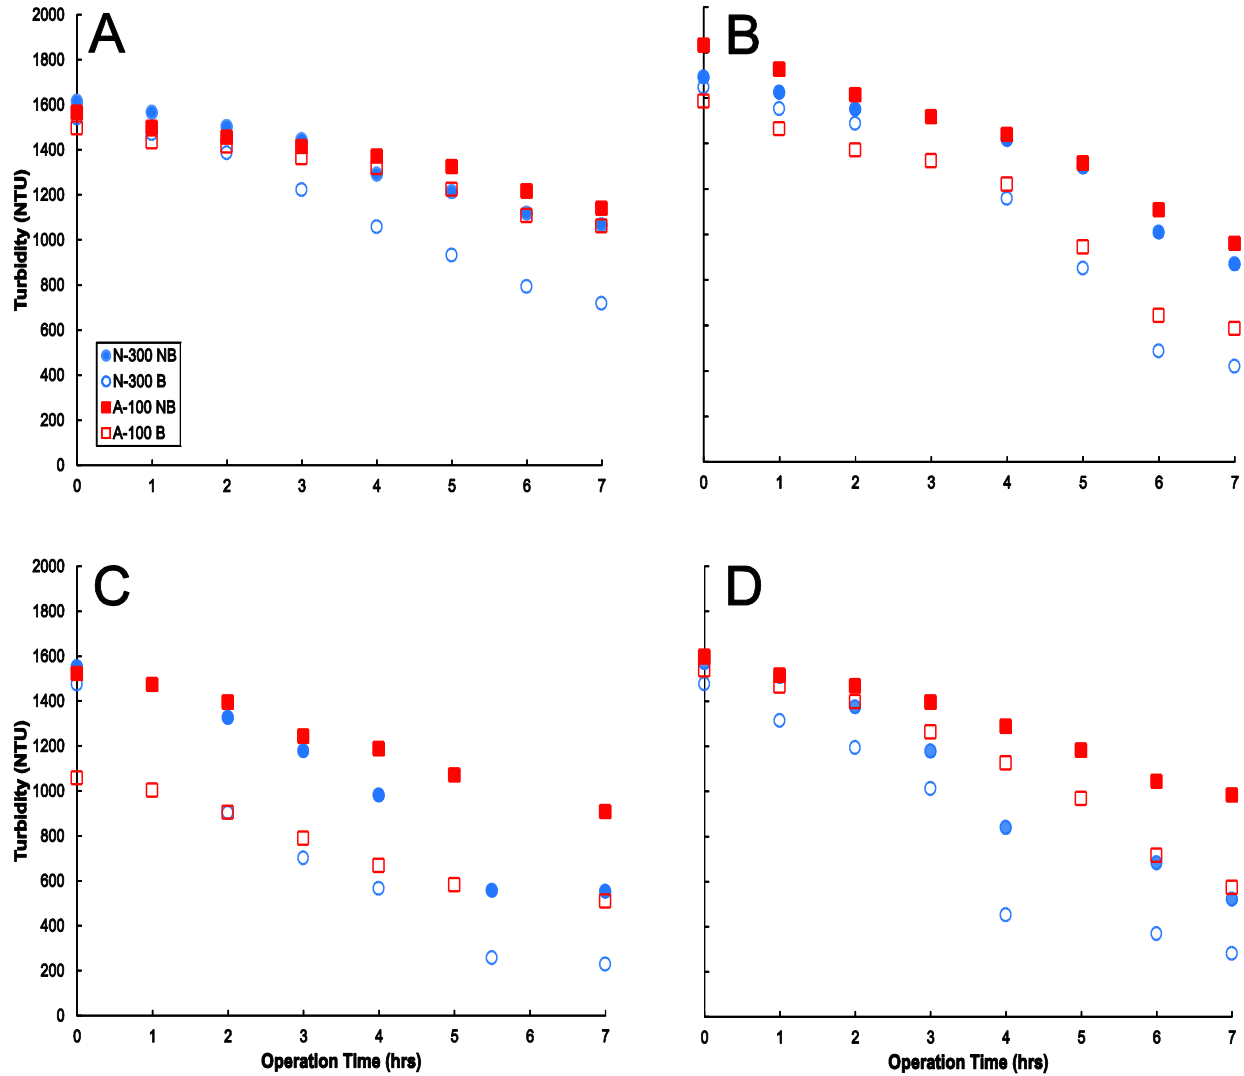 A
2000
1800
1600
1400
1200
1000
800
600
400
200
0
Turbidity (NTU)
N-300 NB
N-300 B
A-100 NB
A-100 B
0 1 2 3 4 5 6 7
B
0 1 2 3 4 5 6 7
C
2000
1800
1600
1400
1200
1000
800
600
400
200
0
Turbidity (NTU)
0 1 2 3 4 5 6 7
Operation Time (hrs)
D
0 1 2 3 4 5 6 7
Operation Time (hrs)